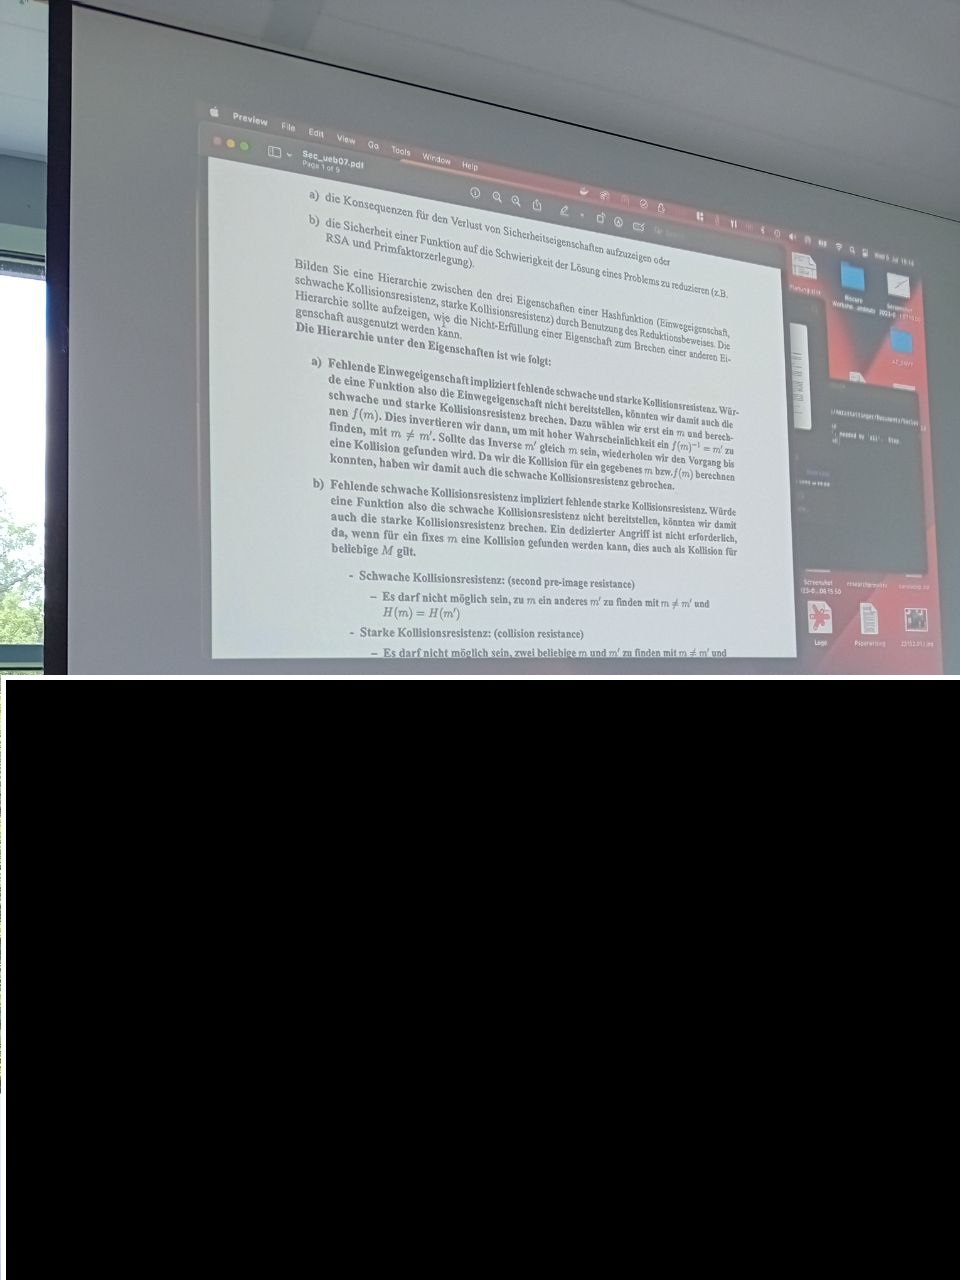 Preview File Edit View Go Tools Window Help
Sec_ueb07.pdf
Page 1 of 9
a) die Konsequenzen für den Verlust von Sicherheitseigenschaften aufzuzeigen oder
b) die Sicherheit einer Funktion auf die Schwierigkeit der Lösung eines Problems zu reduzieren (z.B.
RSA und Primfaktorzerlegung).
Bilden Sie eine Hierarchie zwischen den drei Eigenschaften einer Hashfunktion (Einwegeigenschaft,
schwache Kollisionsresistenz, starke Kollisionsresistenz) durch Benutzung des Reduktionsbeweises. Die
Hierarchie sollte aufzeigen, wie die Nicht-Erfüllung einer Eigenschaft zum Brechen einer anderen Ei-
genschaft ausgenutzt werden kann.
Die Hierarchie unter den Eigenschaften ist wie folgt:
a) Fehlende Einwegeigenschaft impliziert fehlende schwache und starke Kollisionsresistenz. Wür-
de eine Funktion also die Einwegeigenschaft nicht bereitstellen, könnten wir damit auch die
schwache und starke Kollisionsresistenz brechen. Dazu wählen wir erst ein m und berech-
nen f(m). Dies invertieren wir dann, um mit hoher Wahrscheinlichkeit ein f(m)⁻¹ = m′ zu
finden, mit m ≠ m′. Sollte das Inverse m′ gleich m sein, wiederholen wir den Vorgang bis
eine Kollision gefunden wird. Da wir die Kollision für ein gegebenes m bzw. f(m) berechnen
konnten, haben wir damit auch die schwache Kollisionsresistenz gebrochen.
b) Fehlende schwache Kollisionsresistenz impliziert fehlende starke Kollisionsresistenz. Würde
eine Funktion also die schwache Kollisionsresistenz nicht bereitstellen, könnten wir damit
auch die starke Kollisionsresistenz brechen. Ein dedizierter Angriff ist nicht erforderlich,
da, wenn für ein fixes m eine Kollision gefunden werden kann, dies auch als Kollision für
beliebige M gilt.
- Schwache Kollisionsresistenz: (second pre-image resistance)
– Es darf nicht möglich sein, zu m ein anderes m′ zu finden mit m ≠ m′ und
H(m) = H(m′)
- Starke Kollisionsresistenz: (collision resistance)
– Es darf nicht möglich sein, zwei beliebige m und m′ zu finden mit m ≠ m′ und
Screenshot
Logo